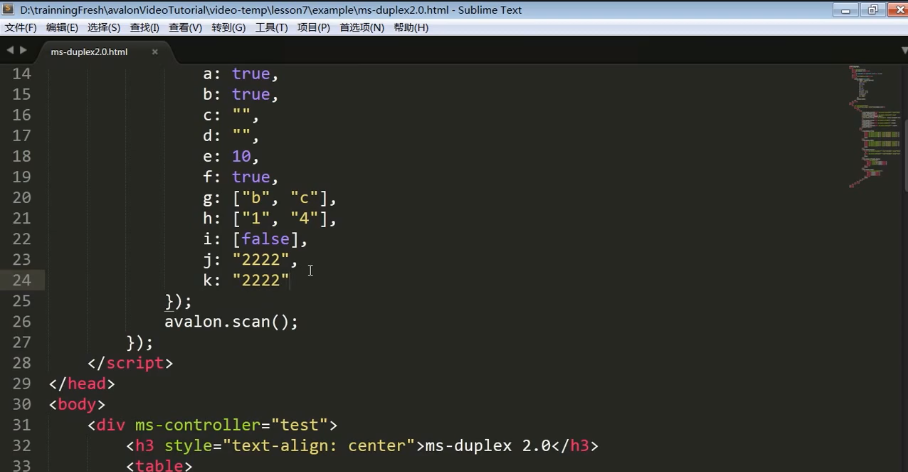 D:\trainningFresh\avalonVideoTutorial\video-temp\lesson7\example\ms-duplex2.0.html - Sublime Text
文件(F) 编辑(E) 选择(S) 查找(I) 查看(V) 转到(G) 工具(T) 项目(P) 首选项(N) 帮助(H)
ms-duplex2.0.html ×
14 a: true,
15 b: true,
16 c: "",
17 d: "",
18 e: 10,
19 f: true,
20 g: ["b", "c"],
21 h: ["1", "4"],
22 i: [false],
23 j: "2222",
24 k: "2222"
25 });
26 avalon.scan();
27 });
28 </script>
29 </head>
30 <body>
31 <div ms-controller="test">
32 <h3 style="text-align: center">ms-duplex 2.0</h3>
33 <table>